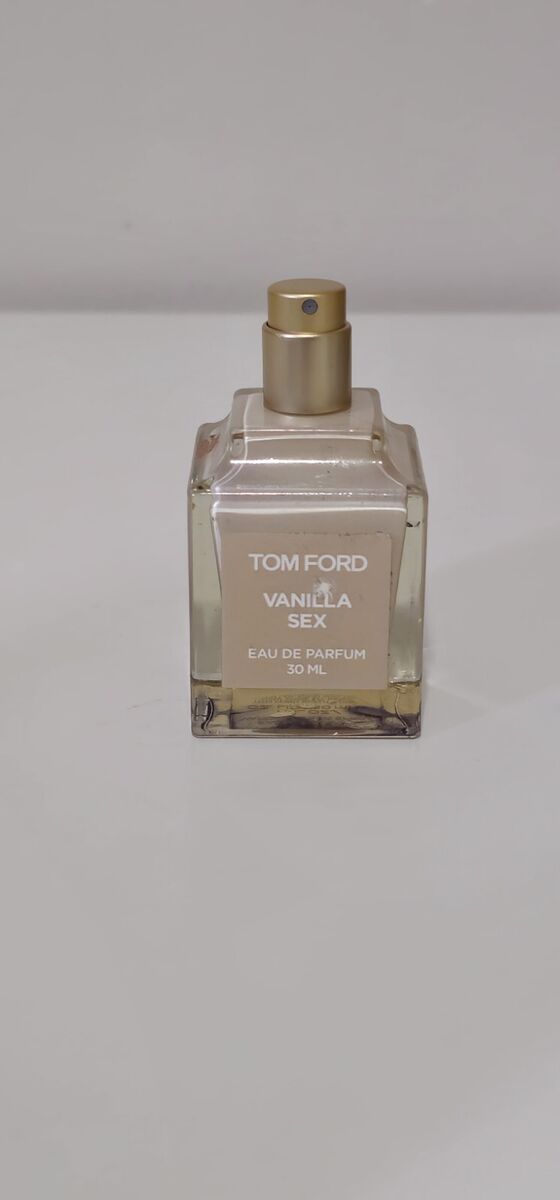 TOM FORD
VANILLA
SEX
EAU DE PARFUM
30 ML